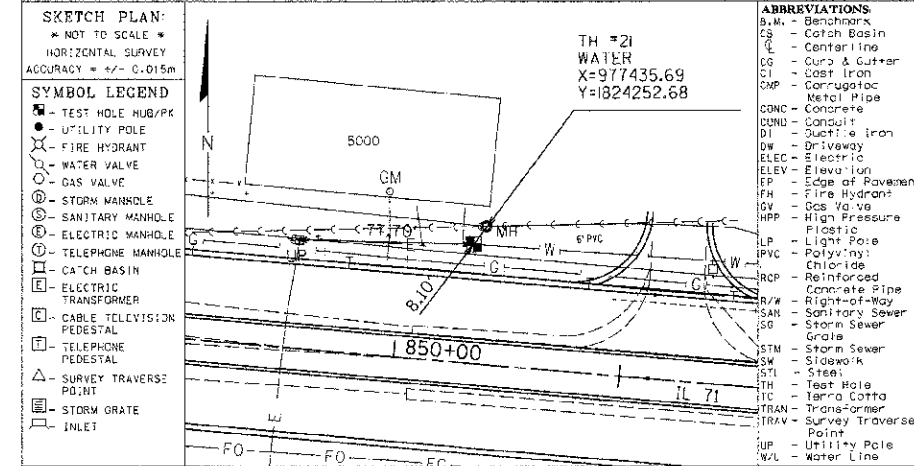 SKETCH PLAN:
* NOT TO SCALE *
HORIZONTAL SURVEY
ACCURACY = +/- 0.015m
SYMBOL LEGEND
- TEST HOLE HUB/PK
- UTILITY POLE
- FIRE HYDRANT
- WATER VALVE
- GAS VALVE
D - STORM MANHOLE
S - SANITARY MANHOLE
E - ELECTRIC MANHOLE
T - TELEPHONE MANHOLE
- CATCH BASIN
E - ELECTRIC
TRANSFORMER
C - CABLE TELEVISION
PEDESTAL
T - TELEPHONE
PEDESTAL
- SURVEY TRAVERSE
POINT
- STORM GRATE
- INLET
TH #21
WATER
X=977435.69
Y=1824252.68
5000
N
GM
MH
77.70'
6" PVC
W
W
G
UP
T
E
G
G
T
8.10'
1850+00
IL 71
E
FO
FO
FO
ABBREVIATIONS:
B.M. - Benchmark
CB - Catch Basin
℄ - Centerline
CG - Curb & Gutter
CI - Cast Iron
CMP - Corrugated
Metal Pipe
CONC - Concrete
COND - Conduit
DI - Ductile Iron
DW - Driveway
ELEC - Electric
ELEV - Elevation
EP - Edge of Pavement
FH - Fire Hydrant
GV - Gas Valve
HPP - High Pressure
Plastic
LP - Light Pole
PVC - Polyvinyl
Chloride
RCP - Reinforced
Concrete Pipe
R/W - Right-of-Way
SAN - Sanitary Sewer
SG - Storm Sewer
Grate
STM - Storm Sewer
SW - Sidewalk
STL - Steel
TH - Test Hole
TC - Terra Cotta
TRAN - Transformer
TRAV - Survey Traverse
Point
UP - Utility Pole
W/L - Water Line